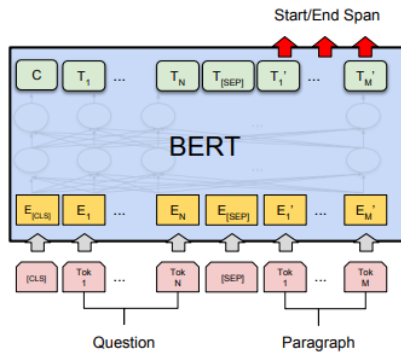 Start/End Span
C T1 ... TN T[SEP] T1' ... TM'
...
BERT
...
E[CLS] E1 ... EN E[SEP] E1' ... EM'
[CLS] Tok 1 ... Tok N [SEP] Tok 1 ... Tok M
Question Paragraph